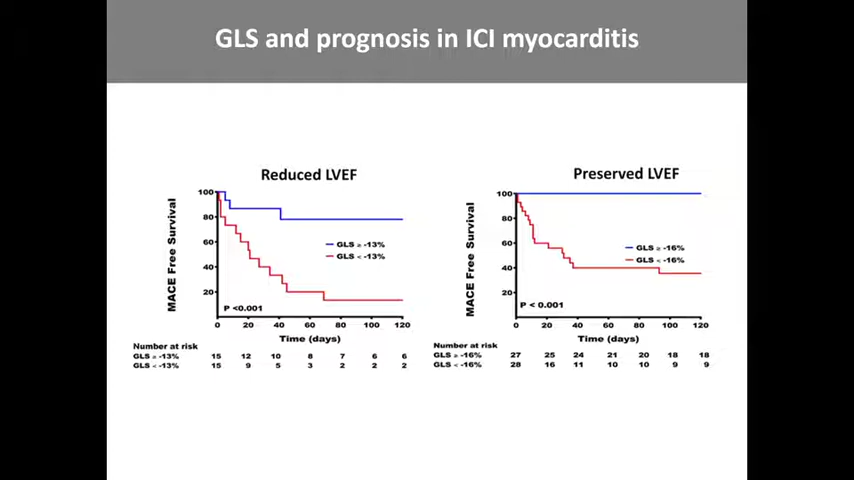 GLS and prognosis in ICI myocarditis
Reduced LVEF
MACE Free Survival
100
80
60
40
20
GLS ≥ -13%
GLS < -13%
P <0.001
0 20 40 60 80 100 120
Time (days)
Number at risk
GLS ≥ -13% 15 12 10 8 7 6 6
GLS < -13% 15 9 5 3 2 2 2
Preserved LVEF
MACE Free Survival
100
80
60
40
20
GLS ≥ -16%
GLS < -16%
P < 0.001
0 20 40 60 80 100 120
Time (days)
Number at risk
GLS ≥ -16% 27 25 24 21 20 18 18
GLS < -16% 28 16 11 10 10 9 9